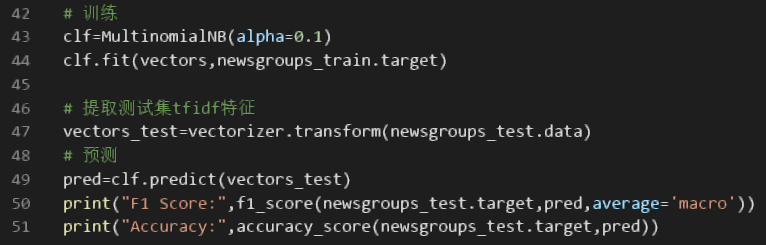 42 # 训练
43 clf=MultinomialNB(alpha=0.1)
44 clf.fit(vectors,newsgroups_train.target)
45
46 # 提取测试集tfidf特征
47 vectors_test=vectorizer.transform(newsgroups_test.data)
48 # 预测
49 pred=clf.predict(vectors_test)
50 print("F1 Score:",f1_score(newsgroups_test.target,pred,average='macro'))
51 print("Accuracy:",accuracy_score(newsgroups_test.target,pred))